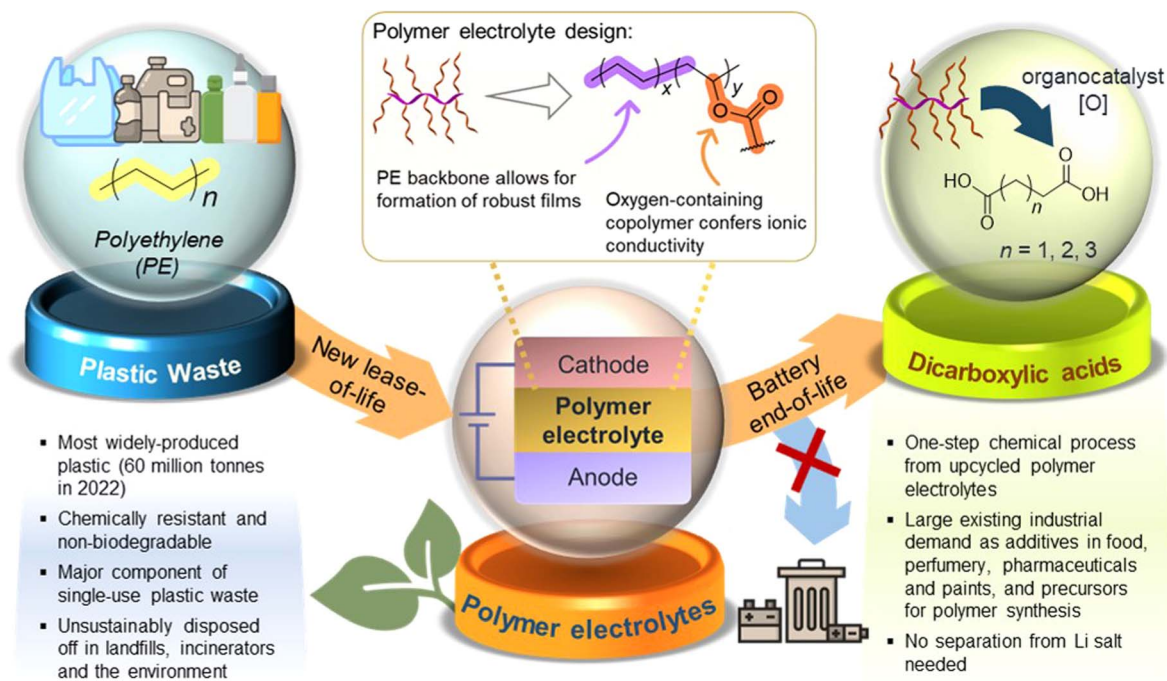 Polyethylene
(PE)
n
Plastic Waste
Most widely-produced
plastic (60 million tonnes
in 2022)
Chemically resistant and
non-biodegradable
Major component of
single-use plastic waste
Unsustainably disposed
off in landfills, incinerators
and the environment
New lease-
of-life
Polymer electrolyte design:
x
y
O
O
PE backbone allows for
formation of robust films
Oxygen-containing
copolymer confers ionic
conductivity
Cathode
Polymer
electrolyte
Anode
Polymer electrolytes
Battery
end-of-life
organocatalyst
[O]
O
HO
n
OH
O
n = 1, 2, 3
Dicarboxylic acids
One-step chemical process
from upcycled polymer
electrolytes
Large existing industrial
demand as additives in food,
perfumery, pharmaceuticals
and paints, and precursors
for polymer synthesis
No separation from Li salt
needed